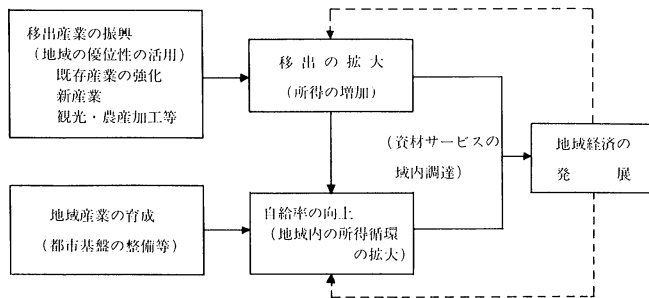 移出産業の振興
(地域の優位性の活用)
既存産業の強化
新産業
観光・農産加工等
移出の拡大
(所得の増加)
(資材サービスの
域内調達)
地域経済の
発展
地域産業の育成
(都市基盤の整備等)
自給率の向上
(地域内の所得循環
の拡大)